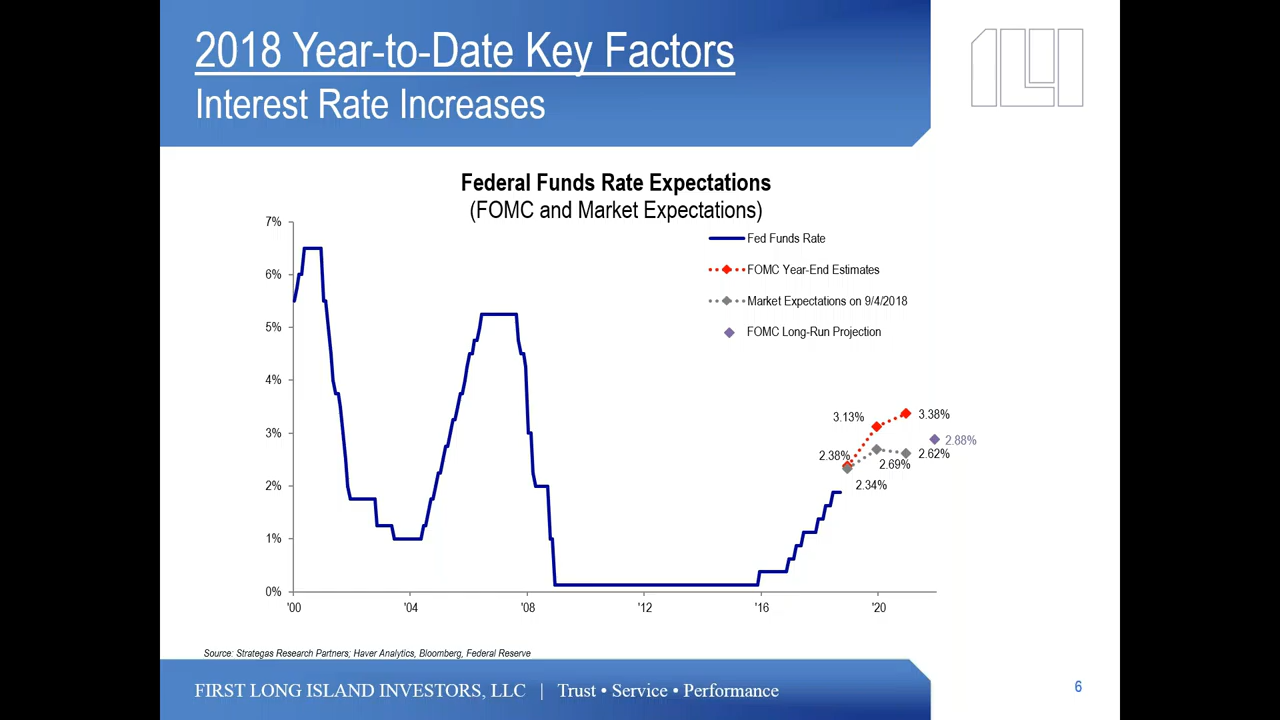 2018 Year-to-Date Key Factors
Interest Rate Increases
Federal Funds Rate Expectations
(FOMC and Market Expectations)
7%
6%
5%
4%
3%
2%
1%
0%
Fed Funds Rate
FOMC Year-End Estimates
Market Expectations on 9/4/2018
FOMC Long-Run Projection
3.13%
3.38%
2.88%
2.38%
2.62%
2.69%
2.34%
'00 '04 '08 '12 '16 '20
Source: Strategas Research Partners; Haver Analytics, Bloomberg, Federal Reserve
FIRST LONG ISLAND INVESTORS, LLC | Trust • Service • Performance
6